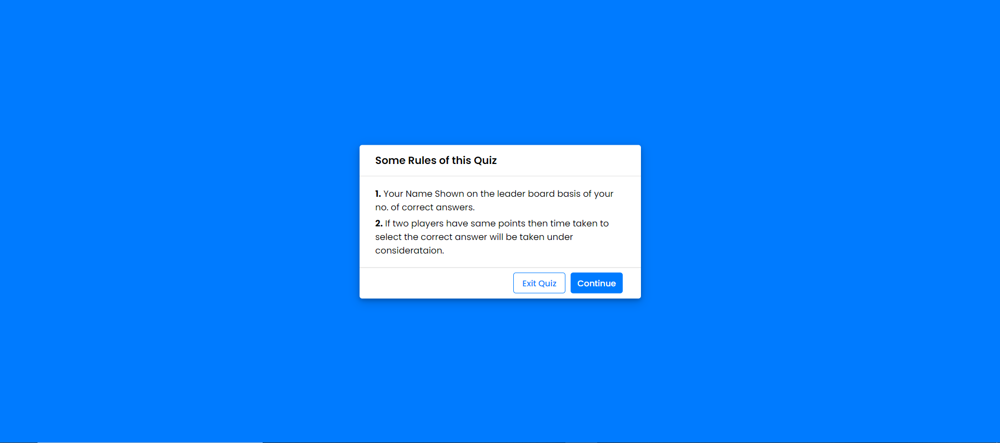 Some Rules of this Quiz
1. Your Name Shown on the leader board basis of your
no. of correct answers.
2. If two players have same points then time taken to
select the correct answer will be taken under
considerataion.
Exit Quiz
Continue